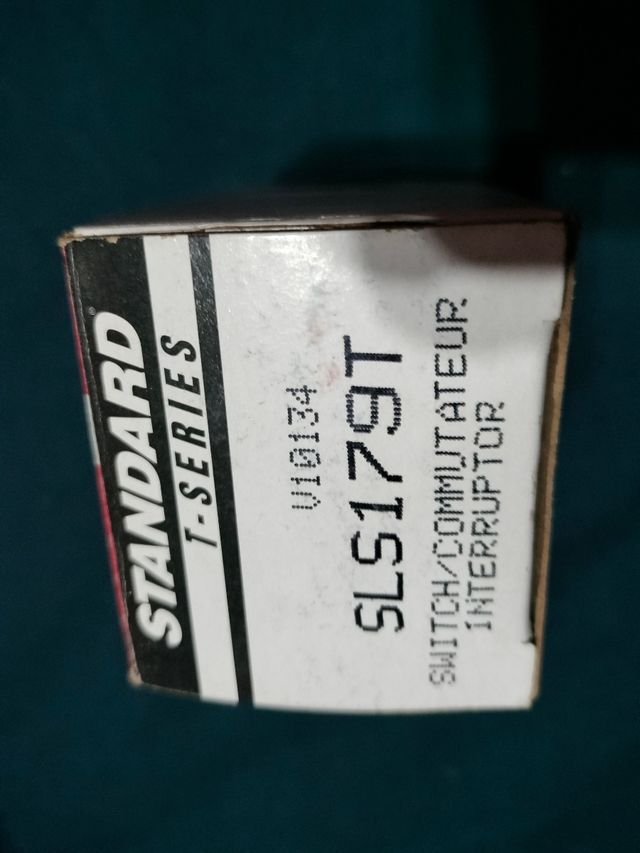 STANDARD
T-SERIES
V10134
SLS179T
SWITCH/COMMUTATEUR
INTERRUPTOR